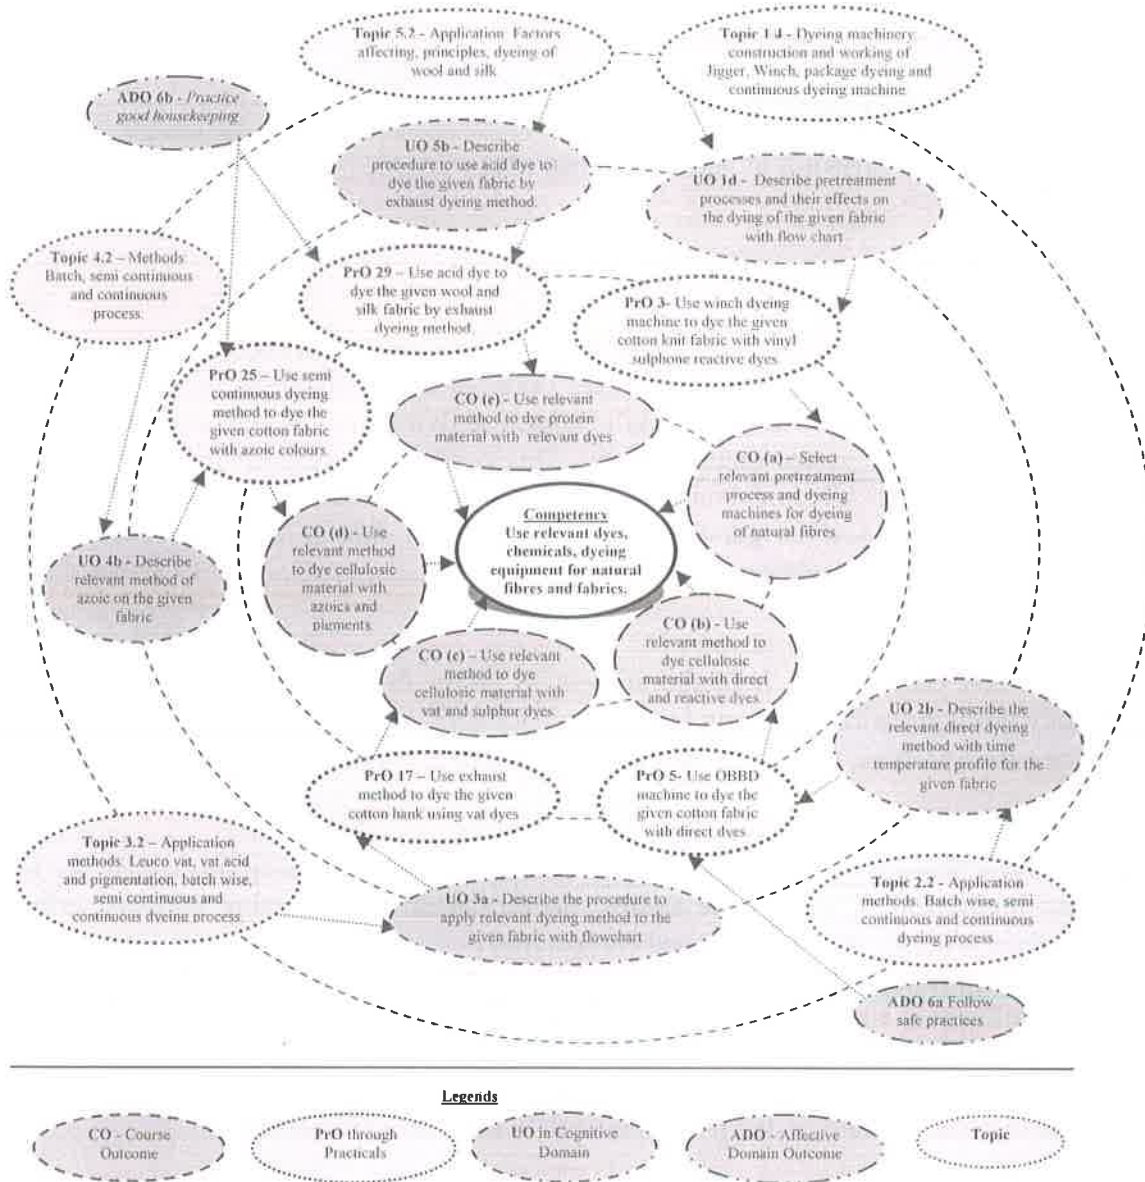 Topic 5.2 - Application Factors
affecting, principles, dyeing of
wool and silk
Topic 1.4 - Dyeing machinery
construction and working of
Jigger, Winch, package dyeing and
continuous dyeing machine
ADO 6b - Practice
good housekeeping
UO 5b - Describe
procedure to use acid dye to
dye the given fabric by
exhaust dyeing method.
UO 1d - Describe pretreatment
processes and their effects on
the dying of the given fabric
with flow chart
Topic 4.2 – Methods
Batch, semi continuous
and continuous
process.
PrO 29 – Use acid dye to
dye the given wool and
silk fabric by exhaust
dyeing method.
PrO 3- Use winch dyeing
machine to dye the given
cotton knit fabric with vinyl
sulphone reactive dyes
PrO 25 – Use semi
continuous dyeing
method to dye the
given cotton fabric
with azoic colours
CO (e) - Use relevant
method to dye protein
material with relevant dyes
CO (a) – Select
relevant pretreatment
process and dyeing
machines for dyeing
of natural fibres
Competency
Use relevant dyes,
chemicals, dyeing
equipment for natural
fibres and fabrics.
CO (d) - Use
relevant method
to dye cellulosic
material with
azoics and
UO 4b - Describe
relevant method of
azoic on the given
fabric
CO (b) - Use
relevant method to
dye cellulosic
material with direct
and reactive dyes
CO (c) – Use relevant
method to dye
cellulosic material with
vat and sulphur dyes
UO 2b - Describe the
relevant direct dyeing
method with time
temperature profile for the
given fabric
PrO 17 – Use exhaust
method to dye the given
cotton hank using vat dyes
PrO 5- Use OBBD
machine to dye the
given cotton fabric
with direct dyes
Topic 3.2 – Application
methods. Leuco vat, vat acid
and pigmentation, batch wise,
semi continuous and
continuous dyeing process
UO 3a - Describe the procedure to
apply relevant dyeing method to the
given fabric with flowchart
Topic 2.2 - Application
methods. Batch wise, semi
continuous and continuous
dyeing process
ADO 6a Follow
safe practices
Legends
CO - Course
Outcome
PrO through
Practicals
UO in Cognitive
Domain
ADO - Affective
Domain Outcome
Topic